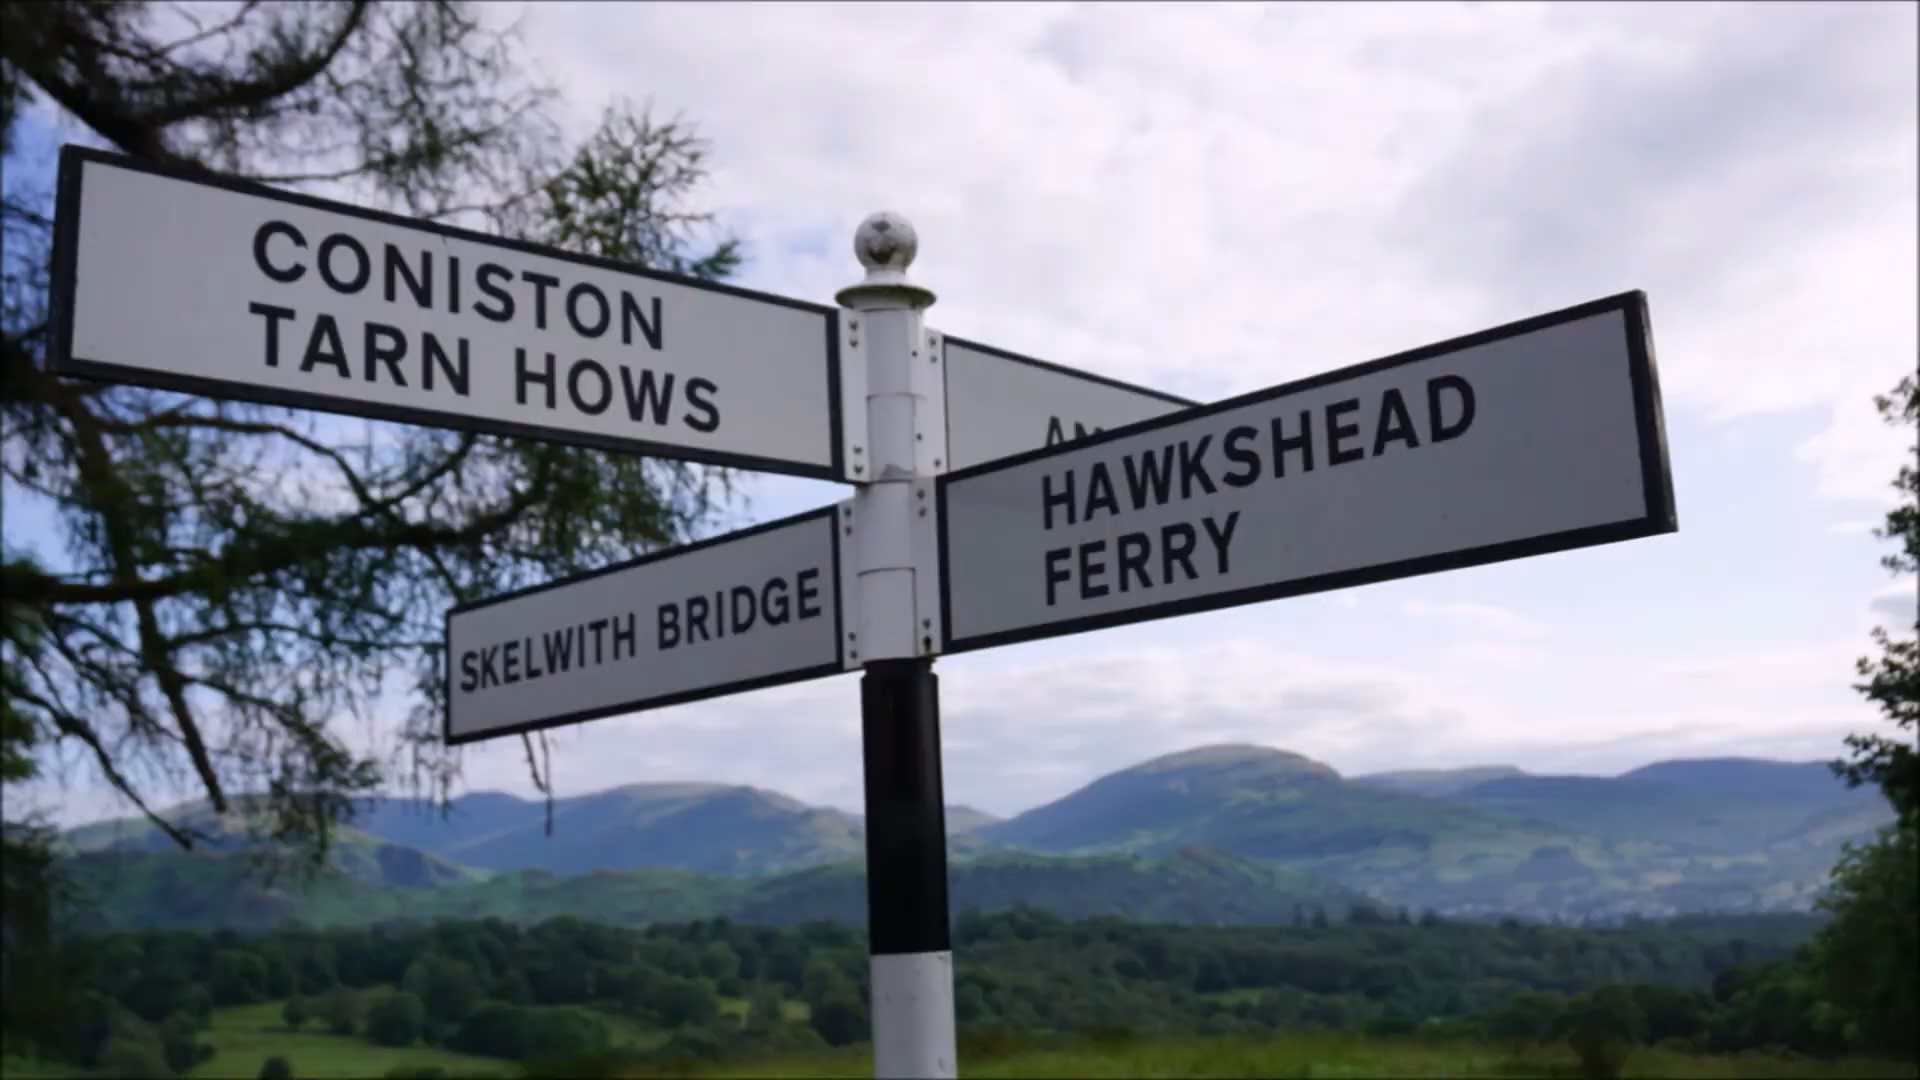 CONISTON
TARN HOWS
HAWKSHEAD
FERRY
SKELWITH BRIDGE